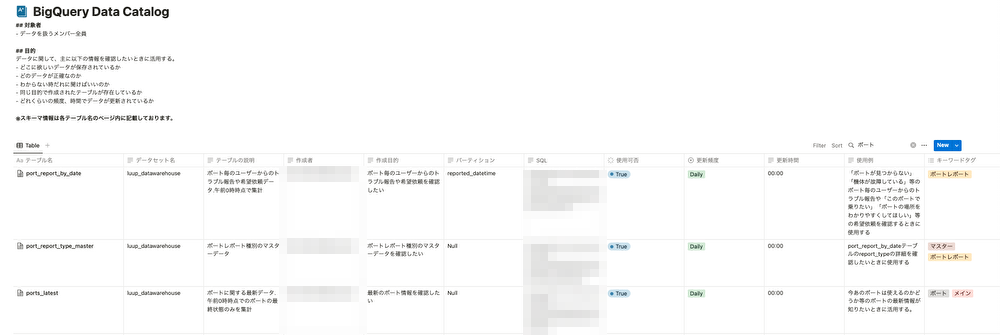 BigQuery Data Catalog
## 対象者
- データを扱うメンバー全員
## 目的
データに関して、主に以下の情報を確認したいときに活用する。
- どこに欲しいデータが保存されているか
- どのデータが正確なのか
- わからない時だれに聞けばいいのか
- 同じ目的で作成されたテーブルが存在しているか
- どれくらいの頻度、時間でデータが更新されているか
※スキーマ情報は各テーブル名のページ内に記載しております。
Table +
Filter Sort ポート New
Aa テーブル名 データセット名 テーブルの説明 作成者 作成目的 パーティション SQL 使用可否 更新頻度 更新時間 使用例 キーワードタグ
port_report_by_date luup_datawarehouse
ポート毎のユーザーからのトラブル報告や希望依頼データ.午前0時時点で集計
ポート毎のユーザーからのトラブル報告や希望依頼を確認したい
reported_datetime True Daily 00:00
「ポートが見つからない」
「機体が故障している」等の
ポート毎のユーザーからのト
ラブル報告や「このポートで
乗りたい」「ポートの場所を
わかりやすくしてほしい」等
の希望依頼を確認するときに
使用する
ポートレポート
port_report_type_master luup_datawarehouse
ポートレポート種別のマスターデータ
ポートレポート種別のマスターデータを確認したい
Null True Daily 00:00
port_report_by_dateテーブ
ルのreport_typeの詳細を確
認したいときに使用する
マスター
ポートレポート
ports_latest luup_datawarehouse
ポートに関する最新データ.
午前0時時点でのポートの最
終状態のみを集計
最新のポート情報を確認したい
Null True Daily 00:00
今あのポートは使えるのかど
うか等のポートの最新情報が
知りたいときに活用する。
ポート メイン